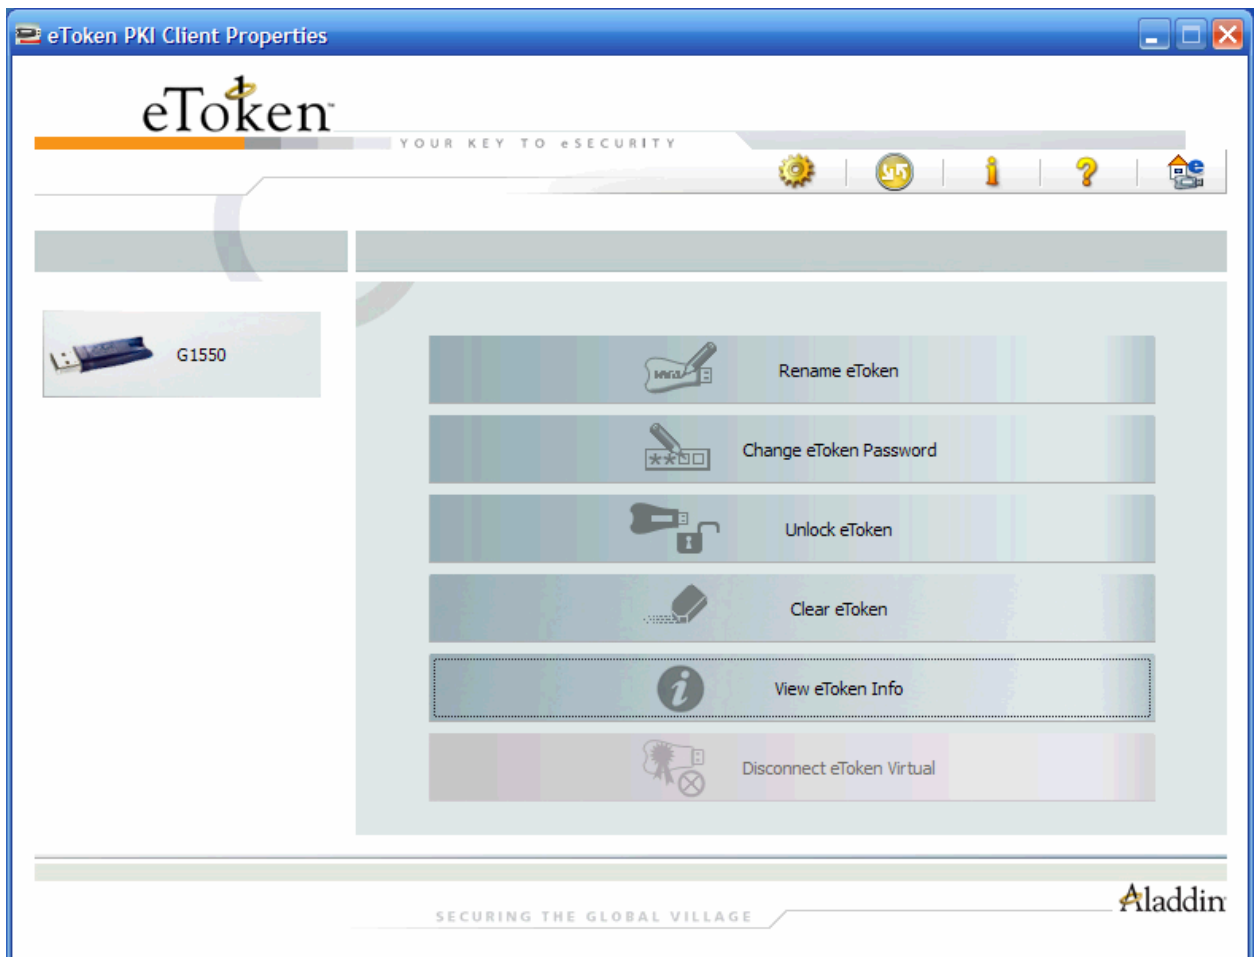 eToken PKI Client Properties
eToken™
YOUR KEY TO eSECURITY
G1550
Rename eToken
Change eToken Password
Unlock eToken
Clear eToken
View eToken Info
Disconnect eToken Virtual
Aladdin
SECURING THE GLOBAL VILLAGE